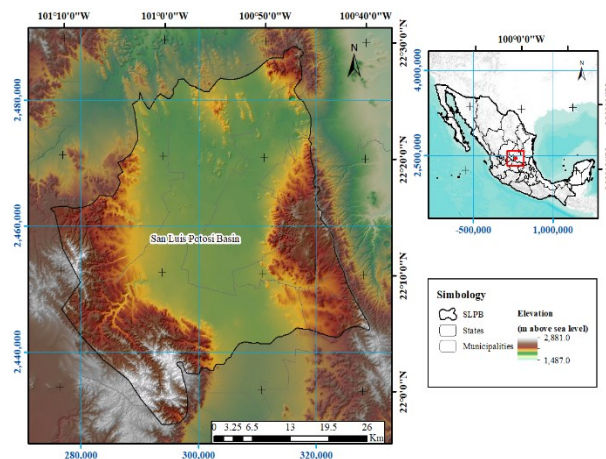 101°10'0"W
101°0'0"W
100°50'0"W
100°40'0"W
22°30'0"N
22°20'0"N
22°10'0"N
22°0'0"N
2,480,000
2,460,000
2,440,000
280,000
300,000
320,000
N
San Luis Potosi Basin
0 3.25 6.5 13 19.5 26
Km
100°0'0"W
N
4,000,000
2,500,000
-500,000
1,000,000
Simbology
SLPB
States
Municipalities
Elevation
(m above sea level)
2,881.0
1,487.0